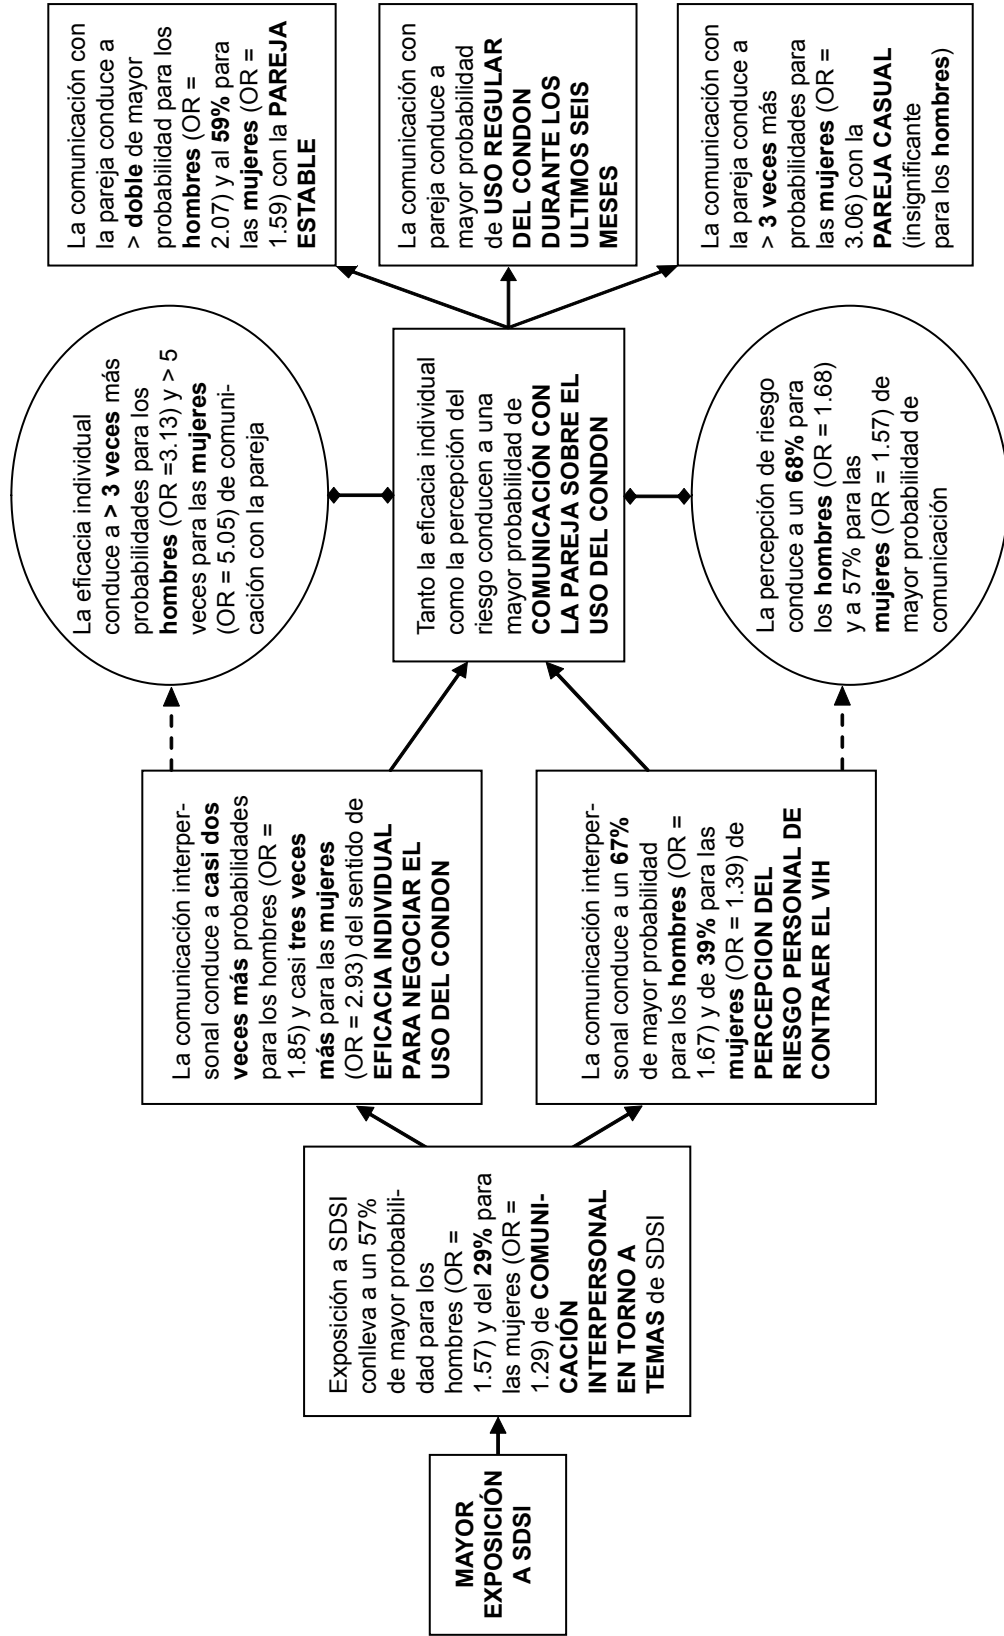 MAYOR
EXPOSICIÓN
A SDSI
Exposición a SDSI
conlleva a un 57%
de mayor probabili-
dad para los
hombres (OR =
1.57) y del 29% para
las mujeres (OR =
1.29) de COMUNI-
CACIÓN
INTERPERSONAL
EN TORNO A
TEMAS de SDSI
La comunicación interper-
sonal conduce a casi dos
veces más probabilidades
para los hombres (OR =
1.85) y casi tres veces
más para las mujeres
(OR = 2.93) del sentido de
EFICACIA INDIVIDUAL
PARA NEGOCIAR EL
USO DEL CONDON
La comunicación interper-
sonal conduce a un 67%
de mayor probabilidad
para los hombres (OR =
1.67) y de 39% para las
mujeres (OR = 1.39) de
PERCEPCION DEL
RIESGO PERSONAL DE
CONTRAER EL VIH
La eficacia individual
conduce a > 3 veces más
probabilidades para los
hombres (OR =3.13) y > 5
veces para las mujeres
(OR = 5.05) de comuni-
cación con la pareja
Tanto la eficacia individual
como la percepción del
riesgo conducen a una
mayor probabilidad de
COMUNICACIÓN CON
LA PAREJA SOBRE EL
USO DEL CONDON
La percepción de riesgo
conduce a un 68% para
los hombres (OR = 1.68)
y a 57% para las
mujeres (OR = 1.57) de
mayor probabilidad de
comunicación
La comunicación con
la pareja conduce a
> doble de mayor
probabilidad para los
hombres (OR =
2.07) y al 59% para
las mujeres (OR =
1.59) con la PAREJA
ESTABLE
La comunicación con
pareja conduce a
mayor probabilidad
de USO REGULAR
DEL CONDON
DURANTE LOS
ULTIMOS SEIS
MESES
La comunicación con
la pareja conduce a
> 3 veces más
probabilidades para
las mujeres (OR =
3.06) con la
PAREJA CASUAL
(insignificante
para los hombres)